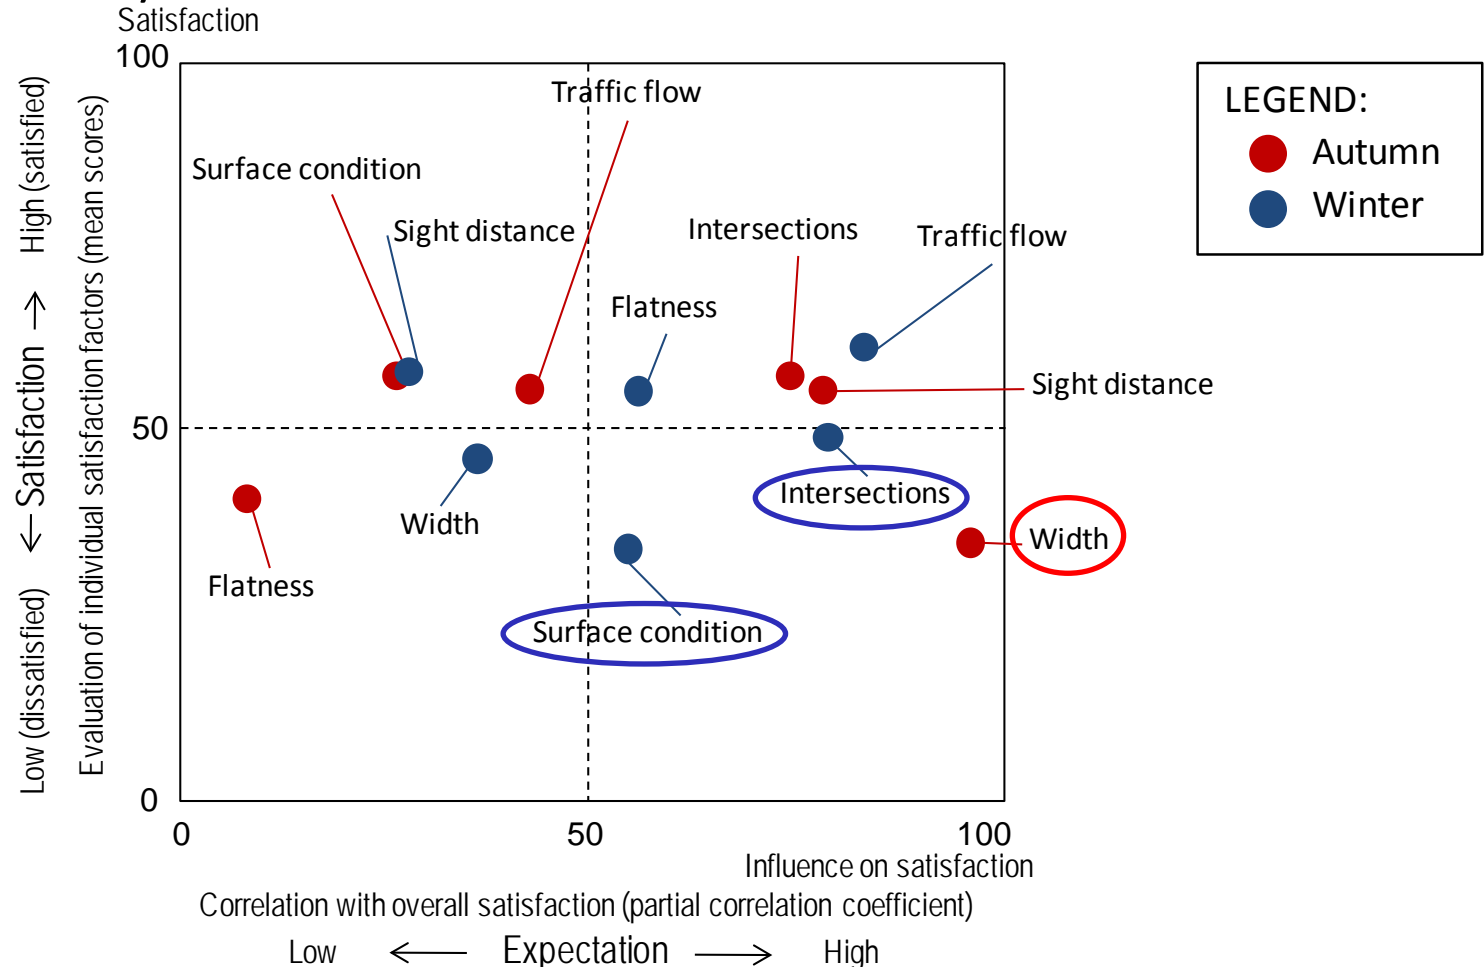 Satisfaction
100
LEGEND:
Autumn
Winter
Traffic flow
Surface condition
Sight distance
Intersections
Traffic flow
Flatness
Sight distance
50
Width
Intersections
Width
Flatness
Surface condition
0
0
50
100
Influence on satisfaction
Correlation with overall satisfaction (partial correlation coefficient)
Low ← Expectation → High
Low (dissatisfied) ← Satisfaction → High (satisfied)
Evaluation of individual satisfaction factors (mean scores)